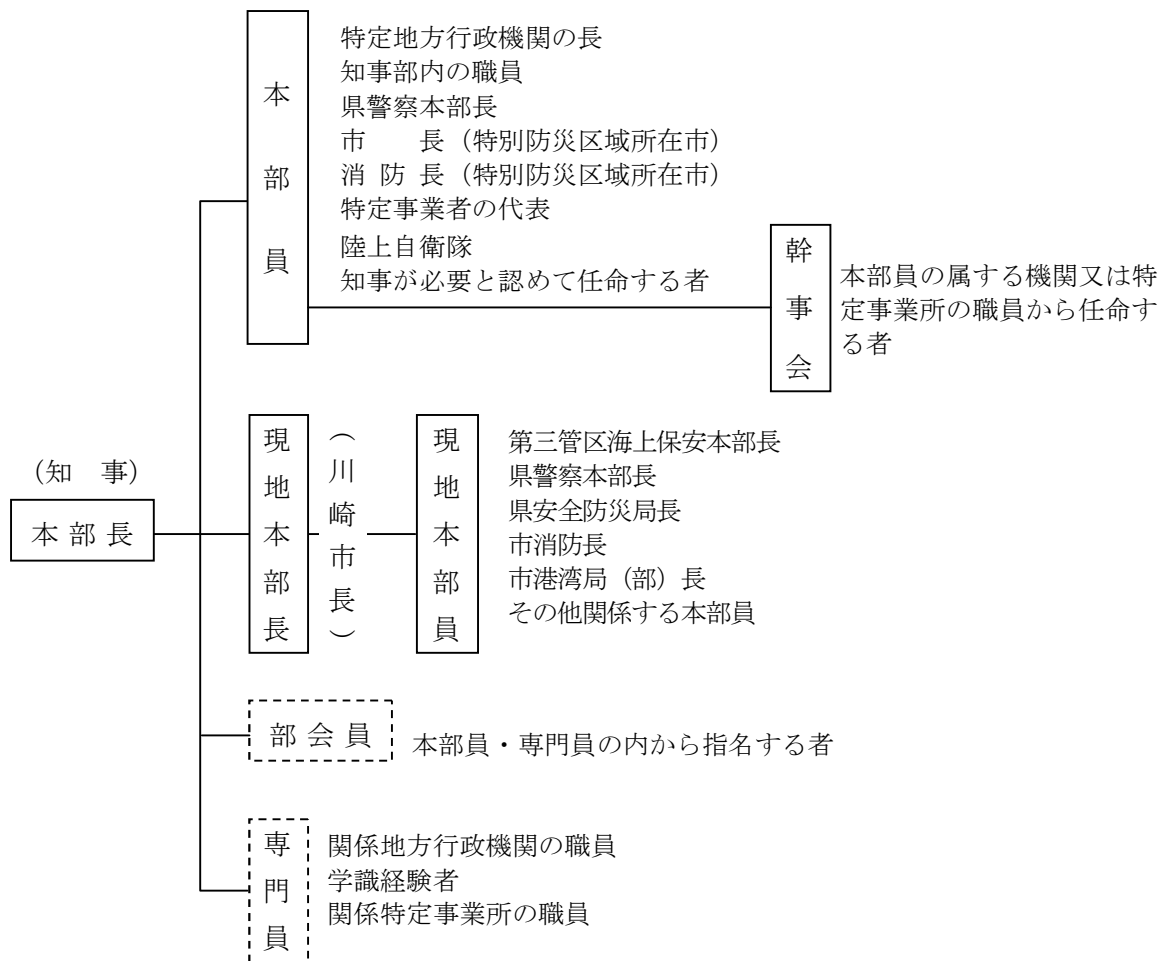 (知　事)
本 部 長
本部員
特定地方行政機関の長
知事部内の職員
県警察本部長
市　　長（特別防災区域所在市）
消 防 長（特別防災区域所在市）
特定事業者の代表
陸上自衛隊
知事が必要と認めて任命する者
幹事会
本部員の属する機関又は特
定事業所の職員から任命す
る者
現地本部長
（川崎市長）
現地本部員
第三管区海上保安本部長
県警察本部長
県安全防災局長
市消防長
市港湾局（部）長
その他関係する本部員
部 会 員
本部員・専門員の内から指名する者
専門員
関係地方行政機関の職員
学識経験者
関係特定事業所の職員